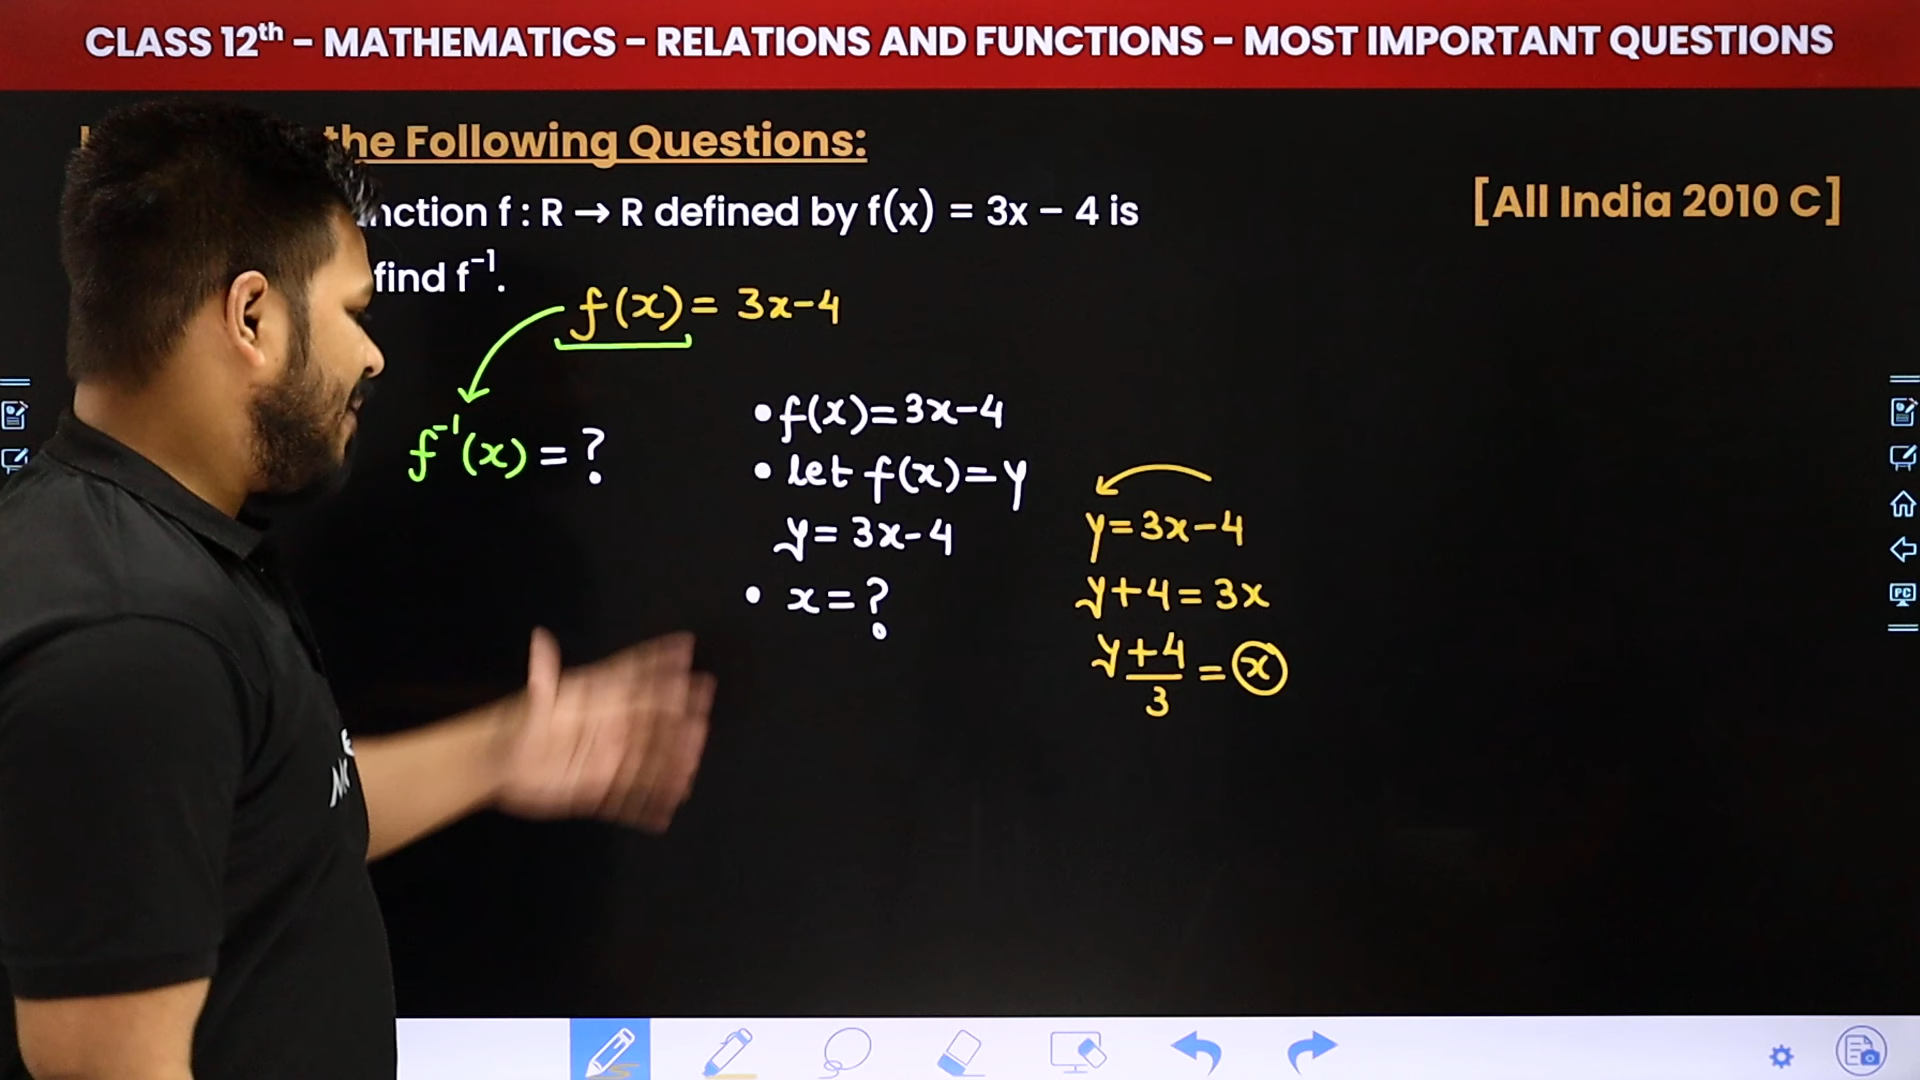 CLASS 12th - MATHEMATICS - RELATIONS AND FUNCTIONS - MOST IMPORTANT QUESTIONS
the Following Questions:
f : R → R defined by f(x) = 3x – 4 is
[All India 2010 C]
find f⁻¹.
f(x) = 3x-4
f⁻¹(x) = ?
• f(x)=3x-4
• let f(x)=y
y = 3x-4
• x = ?
y=3x-4
y+4=3x
y+4/3 = x
PC